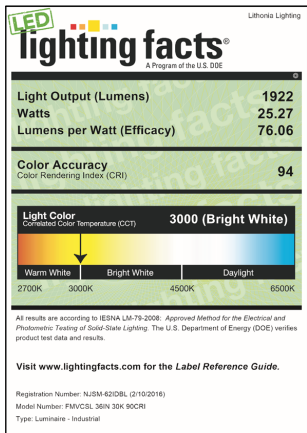 LED
Lithonia Lighting
lighting facts®
A Program of the U.S. DOE
Light Output (Lumens) 1922
Watts 25.27
Lumens per Watt (Efficacy) 76.06
Color Accuracy
Color Rendering Index (CRI) 94
Light Color
Correlated Color Temperature (CCT) 3000 (Bright White)
Warm White Bright White Daylight
2700K 3000K 4500K 6500K
All results are according to IESNA LM-79-2008: Approved Method for the Electrical and
Photometric Testing of Solid-State Lighting. The U.S. Department of Energy (DOE) verifies
product test data and results.
Visit www.lightingfacts.com for the Label Reference Guide.
Registration Number: NJSM-62IDBL (2/10/2016)
Model Number: FMVCSL 36IN 30K 90CRI
Type: Luminaire - Industrial